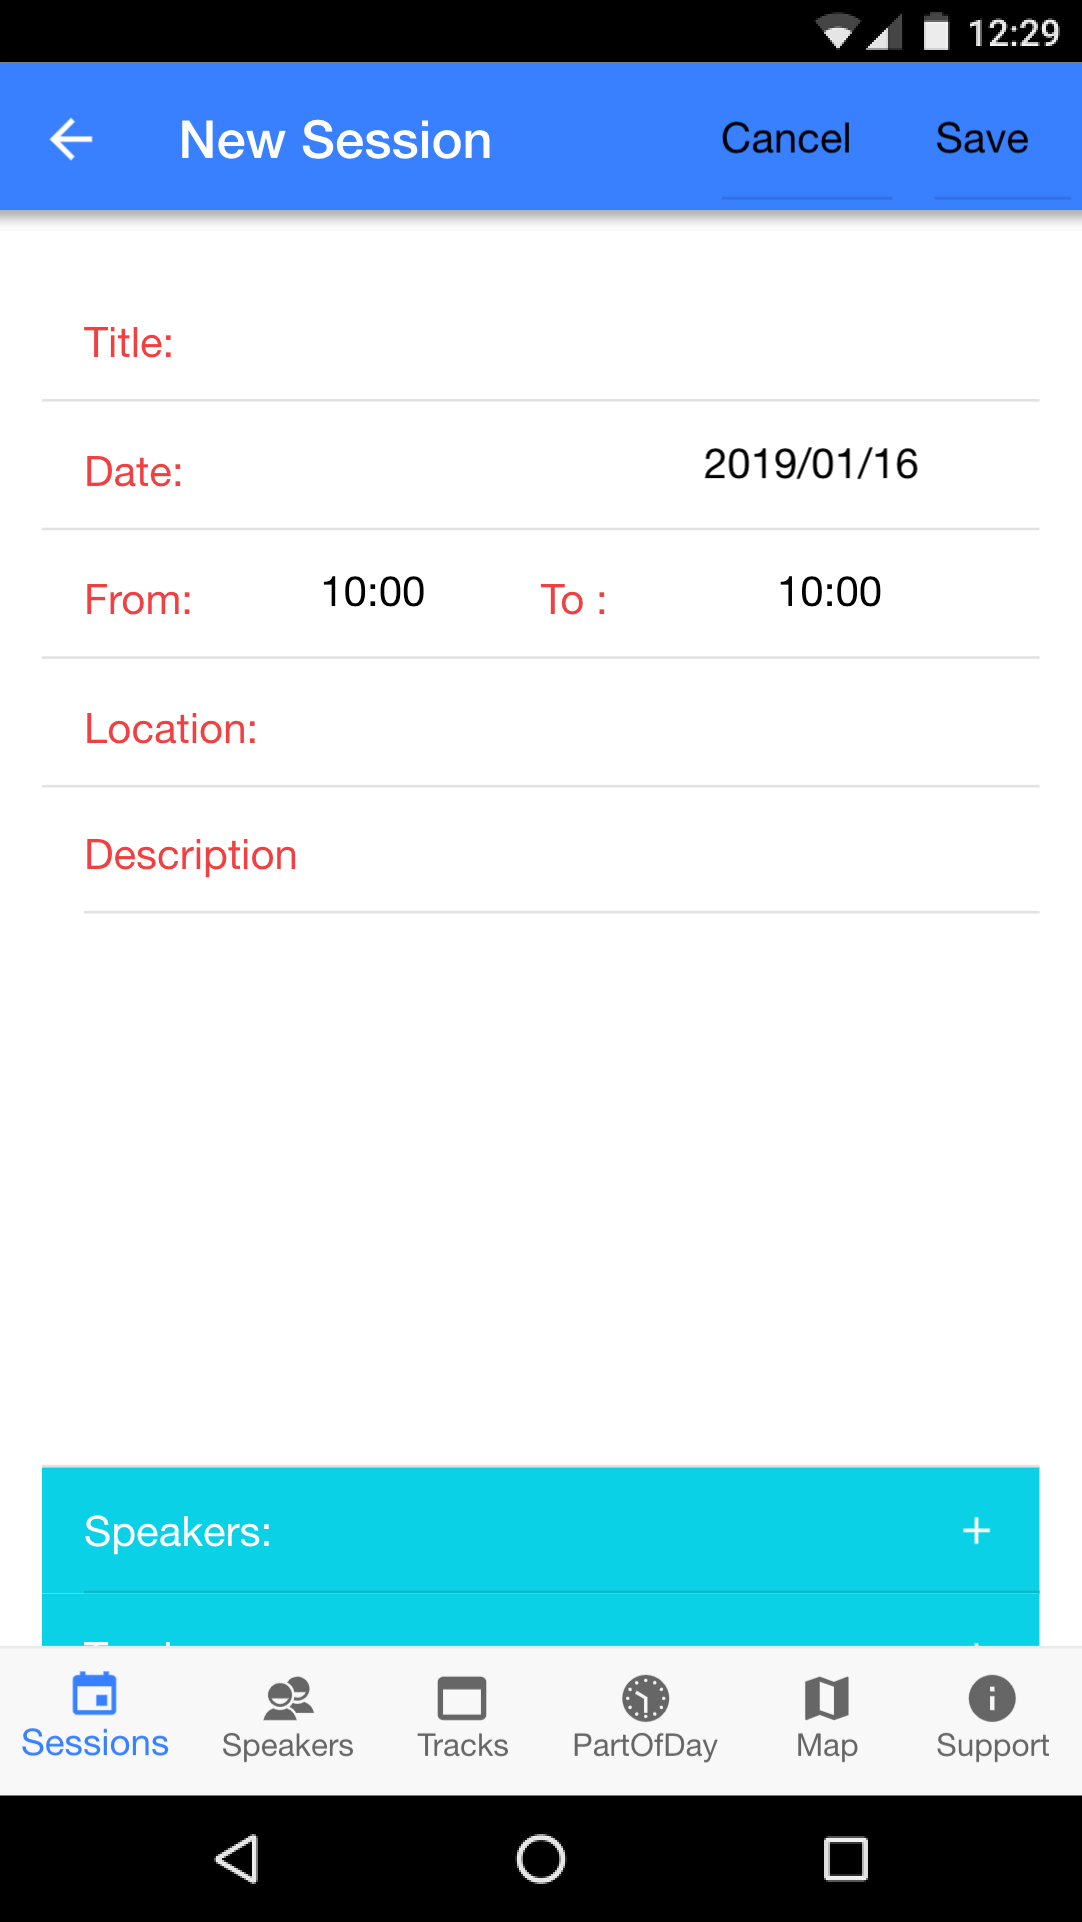 12:29
New Session Cancel Save
Title:
Date: 2019/01/16
From: 10:00 To : 10:00
Location:
Description
Speakers: +
Sessions Speakers Tracks PartOfDay Map Support